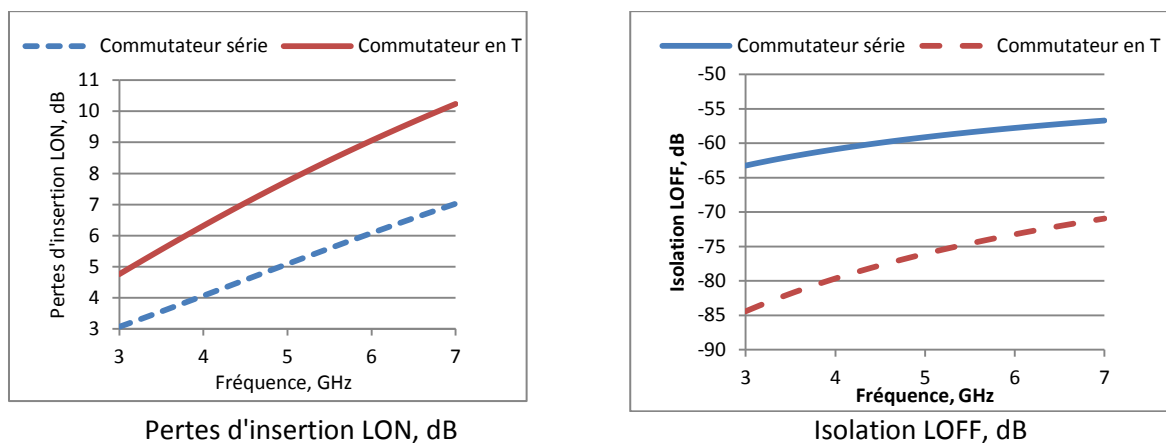 Commutateur série
Commutateur en T
Pertes d'insertion LON, dB
11
10
9
8
7
6
5
4
3
3 4 5 6 7
Fréquence, GHz
Pertes d'insertion LON, dB
Commutateur série
Commutateur en T
Isolation LOFF, dB
-50
-55
-60
-65
-70
-75
-80
-85
-90
3 4 5 6 7
Fréquence, GHz
Isolation LOFF, dB